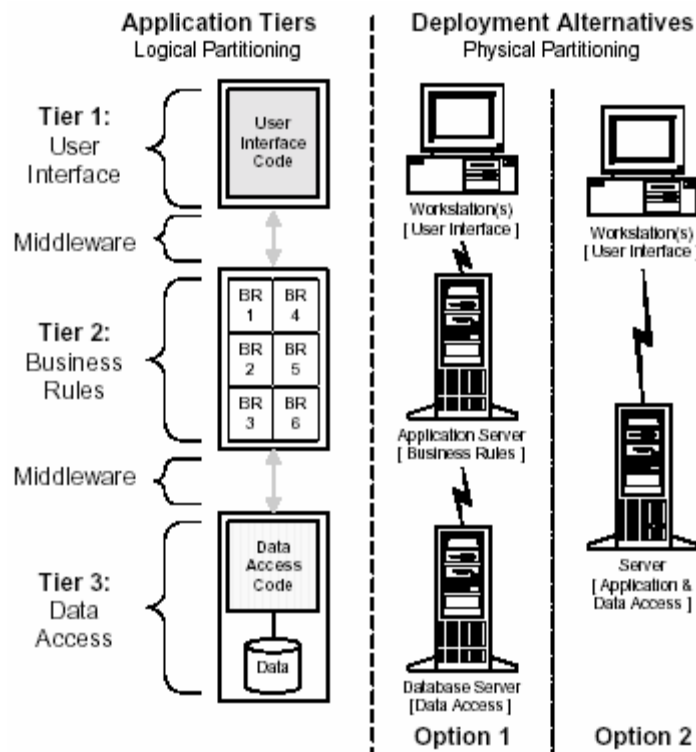 Application Tiers
Logical Partitioning
Tier 1:
User
Interface
User
Interface
Code
Middleware
Tier 2:
Business
Rules
BR
1
BR
4
BR
2
BR
5
BR
3
BR
6
Middleware
Tier 3:
Data
Access
Data
Access
Code
Data
Deployment Alternatives
Physical Partitioning
Workstation(s)
[ User Interface ]
Application Server
[ Business Rules ]
Database Server
[Data Access ]
Option 1
Workstation(s)
[ User Interface ]
Server
[ Application &
Data Access ]
Option 2